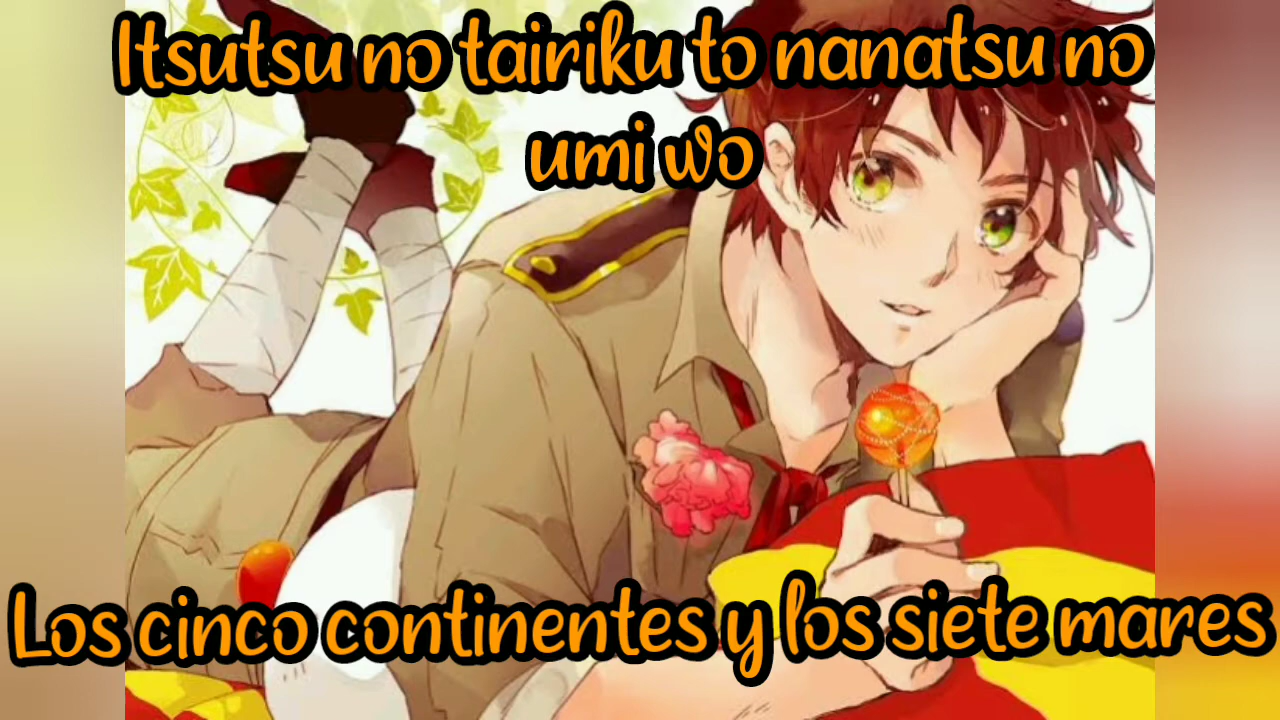 Itsutsu no tairiku to nanatsu no
umi wo
Los cinco continentes y los siete mares